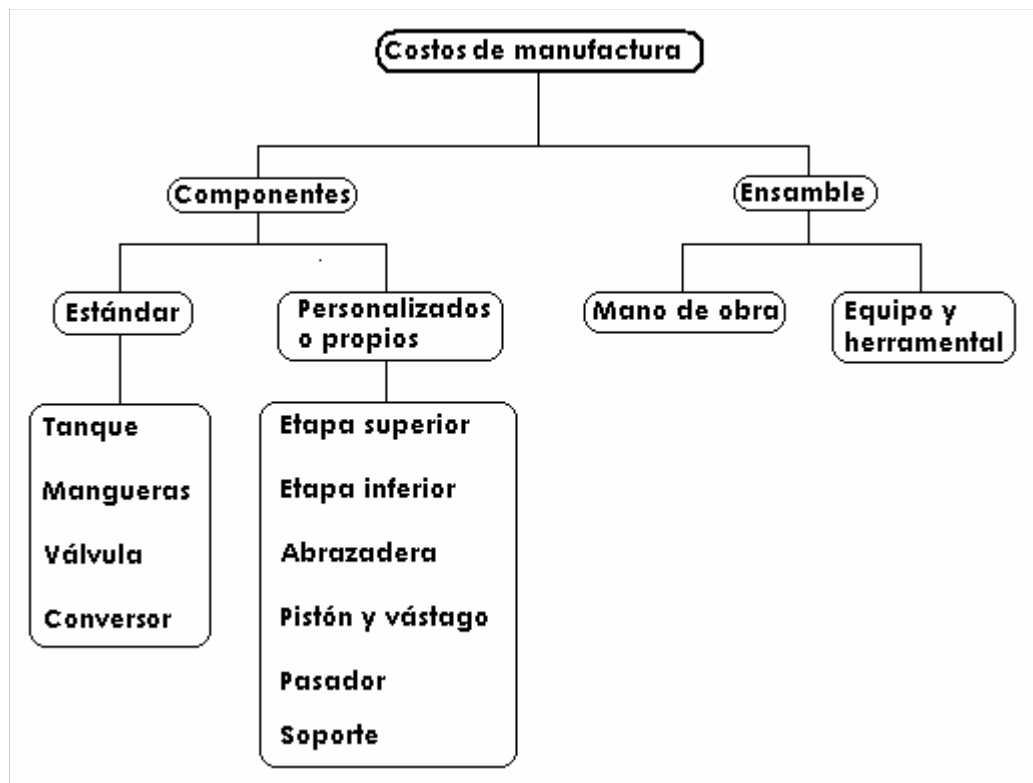 Costos de manufactura
Componentes
Ensamble
Estándar
Personalizados
o propios
Mano de obra
Equipo y
herramental
Tanque
Mangueras
Válvula
Conversor
Etapa superior
Etapa inferior
Abrazadera
Pistón y vástago
Pasador
Soporte